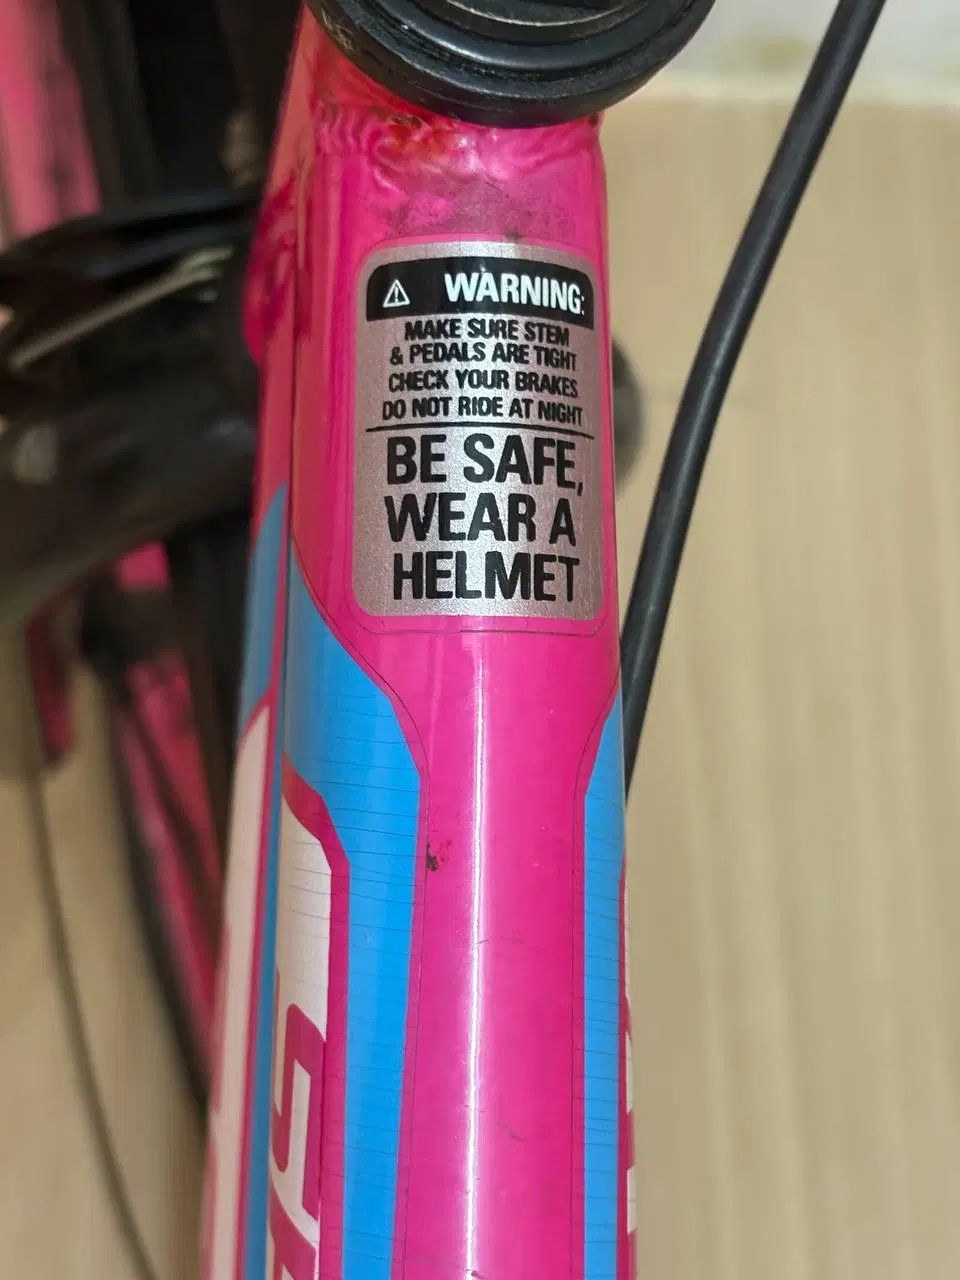 WARNING:
MAKE SURE STEM
& PEDALS ARE TIGHT
CHECK YOUR BRAKES
DO NOT RIDE AT NIGHT
BE SAFE,
WEAR A
HELMET